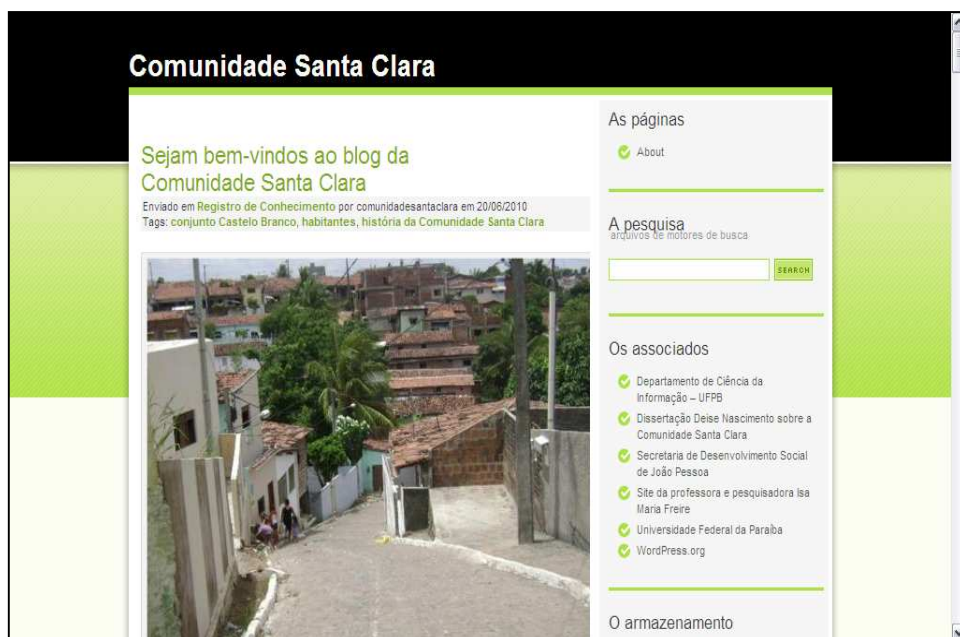 Comunidade Santa Clara
Sejam bem-vindos ao blog da
Comunidade Santa Clara
Enviado em Registro de Conhecimento por comunidadesantaclara em 20/06/2010
Tags: conjunto Castelo Branco, habitantes, história da Comunidade Santa Clara
As páginas
About
A pesquisa
arquivos de motores de busca
SEARCH
Os associados
Departamento de Ciência da
Informação – UFPB
Dissertação Deise Nascimento sobre a
Comunidade Santa Clara
Secretaria de Desenvolvimento Social
de João Pessoa
Site da professora e pesquisadora Isa
Maria Freire
Universidade Federal da Paraíba
WordPress.org
O armazenamento